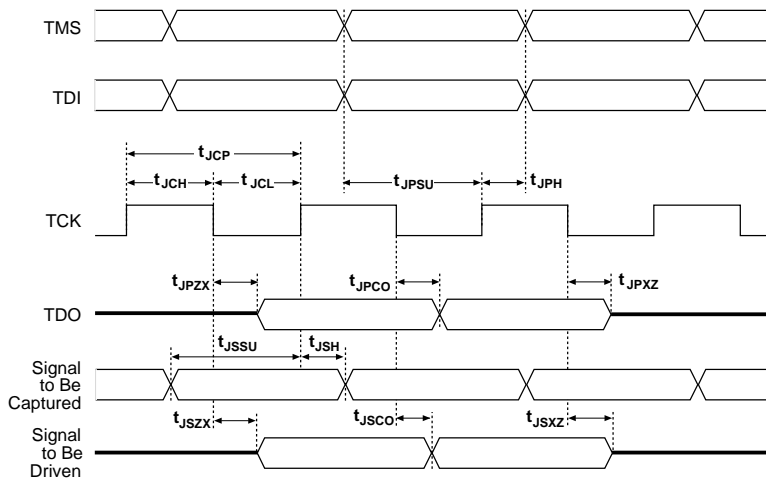 TMS
TDI
tJCP
tJCH
tJCL
tJPSU
tJPH
TCK
tJPZX
tJPCO
tJPXZ
TDO
tJSSU
tJSH
Signal
to Be
Captured
tJSZX
tJSCO
tJSXZ
Signal
to Be
Driven